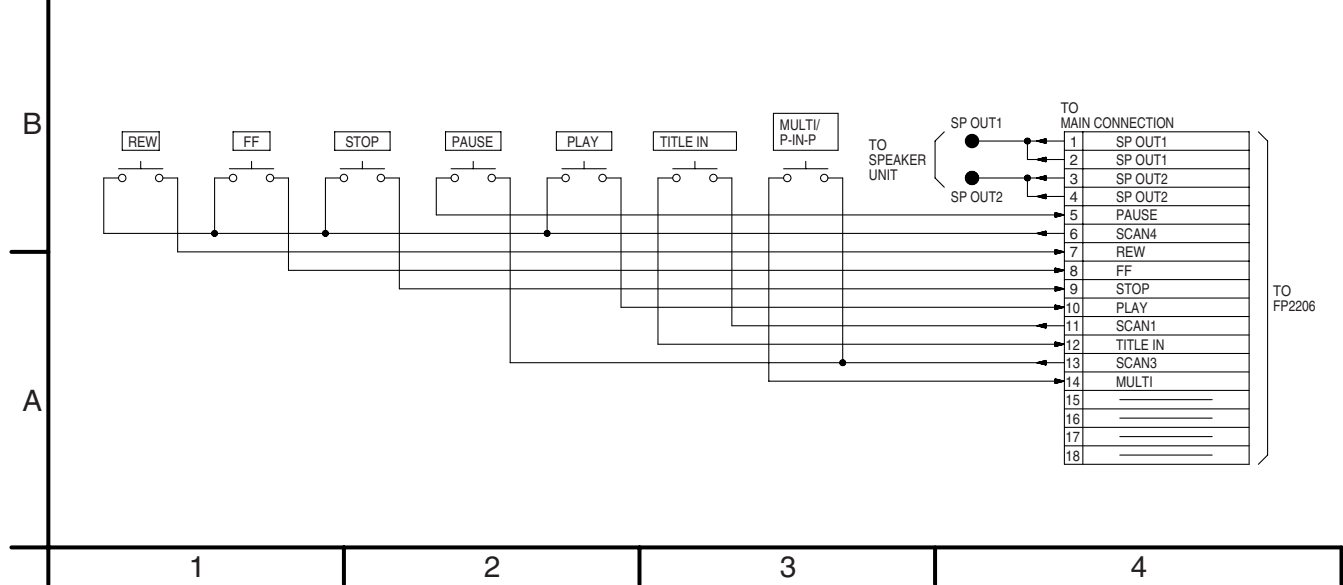 B
REW
FF
STOP
PAUSE
PLAY
TITLE IN
MULTI/
P-IN-P
TO
SPEAKER
UNIT
SP OUT1
SP OUT2
TO
MAIN CONNECTION
1 SP OUT1
2 SP OUT1
3 SP OUT2
4 SP OUT2
5 PAUSE
6 SCAN4
7 REW
8 FF
9 STOP
10 PLAY
11 SCAN1
12 TITLE IN
13 SCAN3
14 MULTI
15
16
17
18
TO
FP2206
A
1 2 3 4